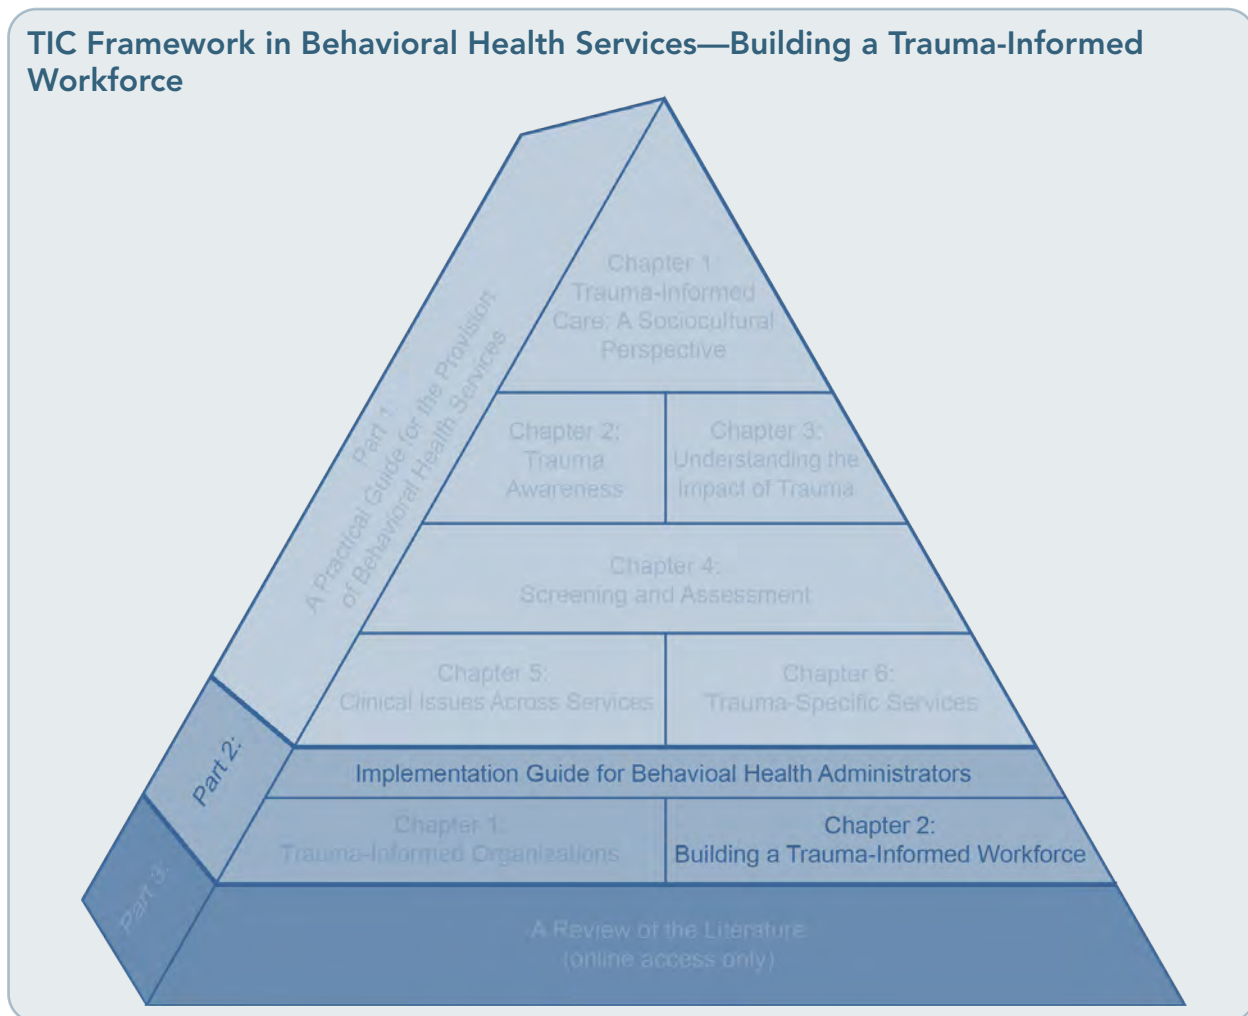 TIC Framework in Behavioral Health Services—Building a Trauma-Informed
Workforce
Chapter 1
Trauma-Informed
Care: A Sociocultural
Perspective
Part 1:
A Practical Guide for the Provision
of Behavioral Health Services
Chapter 2:
Trauma
Awareness
Chapter 3:
Understanding the
Impact of Trauma
Chapter 4:
Screening and Assessment
Chapter 5:
Clinical Issues Across Services
Chapter 6:
Trauma-Specific Services
Part 2:
Implementation Guide for Behavioal Health Administrators
Chapter 1:
Trauma-Informed Organizations
Chapter 2:
Building a Trauma-Informed Workforce
Part 3:
A Review of the Literature
(online access only)